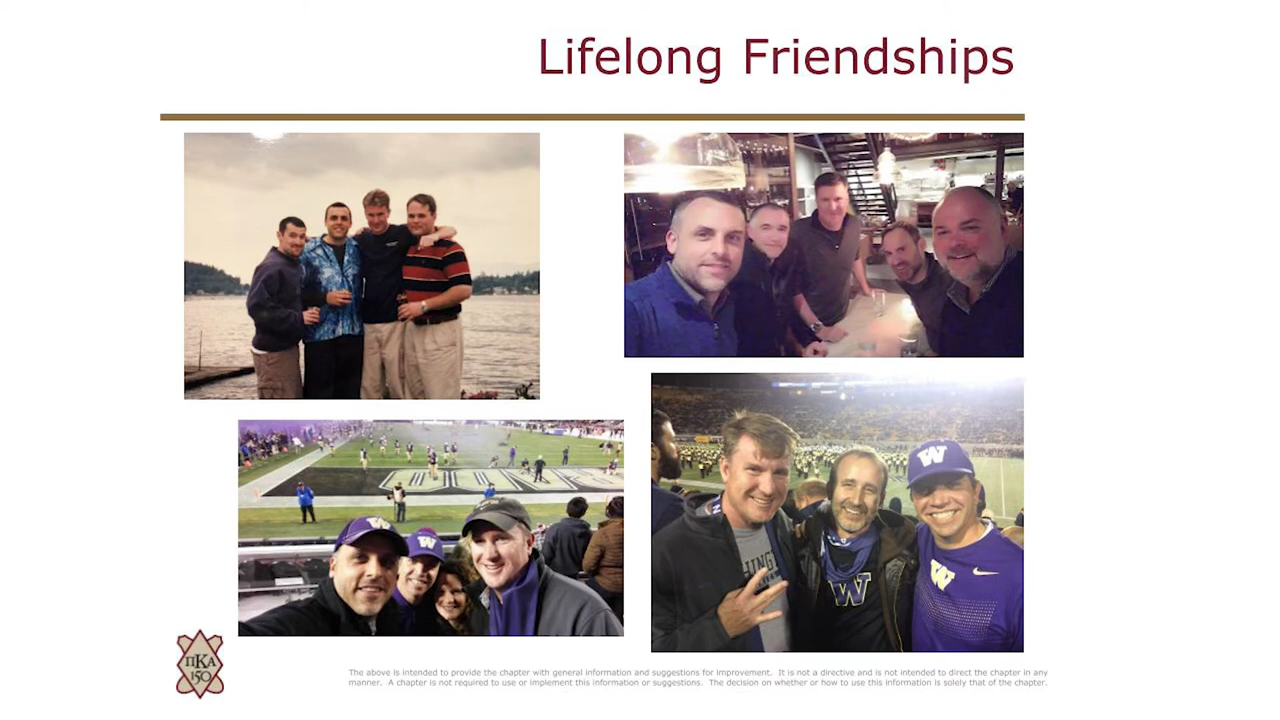 Lifelong Friendships
W
W
W
W
W
ΠΚΑ
150
The above is intended to provide the chapter with general information and suggestions for improvement. It is not a directive and is not intended to direct the chapter in any
manner. A chapter is not required to use or implement this information or suggestions. The decision on whether or how to use this information is solely that of the chapter.